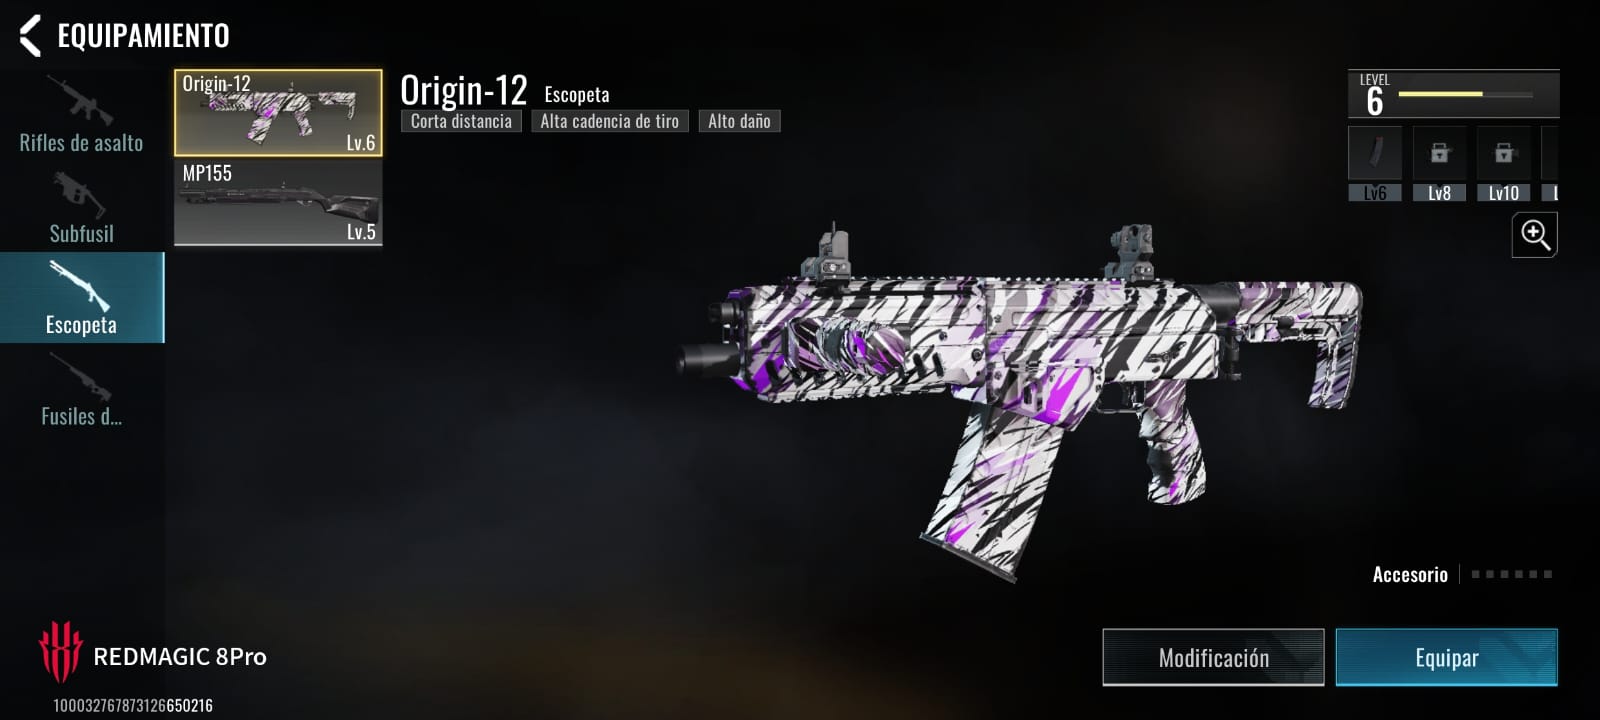 EQUIPAMIENTO
Rifles de asalto
Subfusil
Escopeta
Fusiles d...
Origin-12
Lv.6
MP155
Lv.5
Origin-12 Escopeta
Corta distancia Alta cadencia de tiro Alto daño
LEVEL
6
Lv6 Lv8 Lv10 L
Accesorio
Modificación Equipar
REDMAGIC 8Pro
100032767873126650216